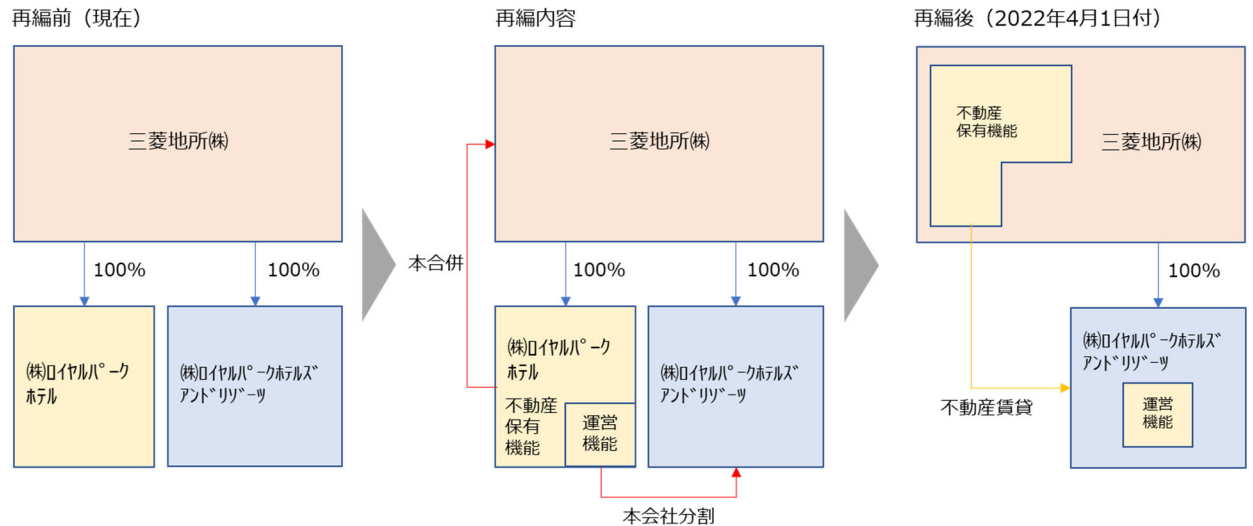 再編前（現在）
三菱地所㈱
100%
100%
㈱ﾛｲﾔﾙﾊﾟｰｸ
ﾎﾃﾙ
㈱ﾛｲﾔﾙﾊﾟｰｸﾎﾃﾙｽﾞ
ｱﾝﾄﾞﾘｿﾞｰﾂ
再編内容
三菱地所㈱
本合併
100%
100%
㈱ﾛｲﾔﾙﾊﾟｰｸ
ﾎﾃﾙ
不動産
保有
機能
運営
機能
㈱ﾛｲﾔﾙﾊﾟｰｸﾎﾃﾙｽﾞ
ｱﾝﾄﾞﾘｿﾞｰﾂ
本会社分割
再編後（2022年4月1日付）
不動産
保有機能
三菱地所㈱
100%
㈱ﾛｲﾔﾙﾊﾟｰｸﾎﾃﾙｽﾞ
ｱﾝﾄﾞﾘｿﾞｰﾂ
不動産賃貸
運営
機能